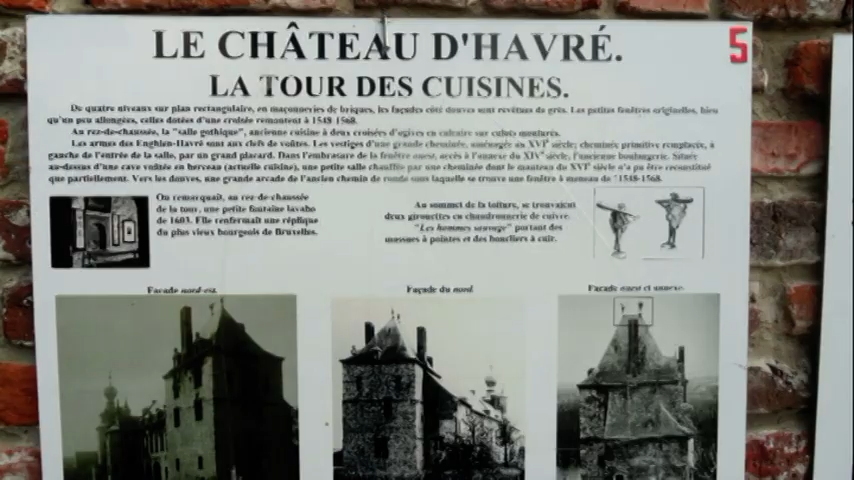 LE CHÂTEAU D'HAVRÉ.
5
LA TOUR DES CUISINES.
De quatre niveaux sur plan rectangulaire, en maçonneries de briques, les façades côté douves sont revêtues de grès. Les petites fenêtres originelles, bien
qu'un peu allongées, celles dotées d'une croisée remontent à 1548-1568.
Au rez-de-chaussée, la "salle gothique", ancienne cuisine à deux croisées d'ogives en calcaire sur culots moulurés.
Les armes des Enghien-Havré sont aux clefs de voûtes. Les vestiges d'une grande cheminée, aménagée au XVIe siècle; cheminée primitive remplacée, à
gauche de l'entrée de la salle, par un grand placard. Dans l'embrasure de la fenêtre ouest, accès à l'annexe du XIVe siècle, l'ancienne boulangerie. Située
au-dessus d'une cave voûtée en berceau (actuelle cuisine), une petite salle chauffée par une cheminée dont le manteau du XVIe siècle n'a pu être reconstitué
que partiellement. Vers les douves, une grande arcade de l'ancien chemin de ronde sous laquelle se trouve une fenêtre à meneau de "1548-1568.
On remarquait, au rez-de-chaussée
de la tour, une petite fontaine lavabo
de 1603. Elle renfermait une réplique
du plus vieux bourgeois de Bruxelles.
Au sommet de la toiture, se trouvaient
deux girouettes en chaudronnerie de cuivre.
"Les hommes sauvage" portant des
massues à pointes et des boucliers à cuir.
Façade nord-est.
Façade du nord.
Façade ouest et annexe.